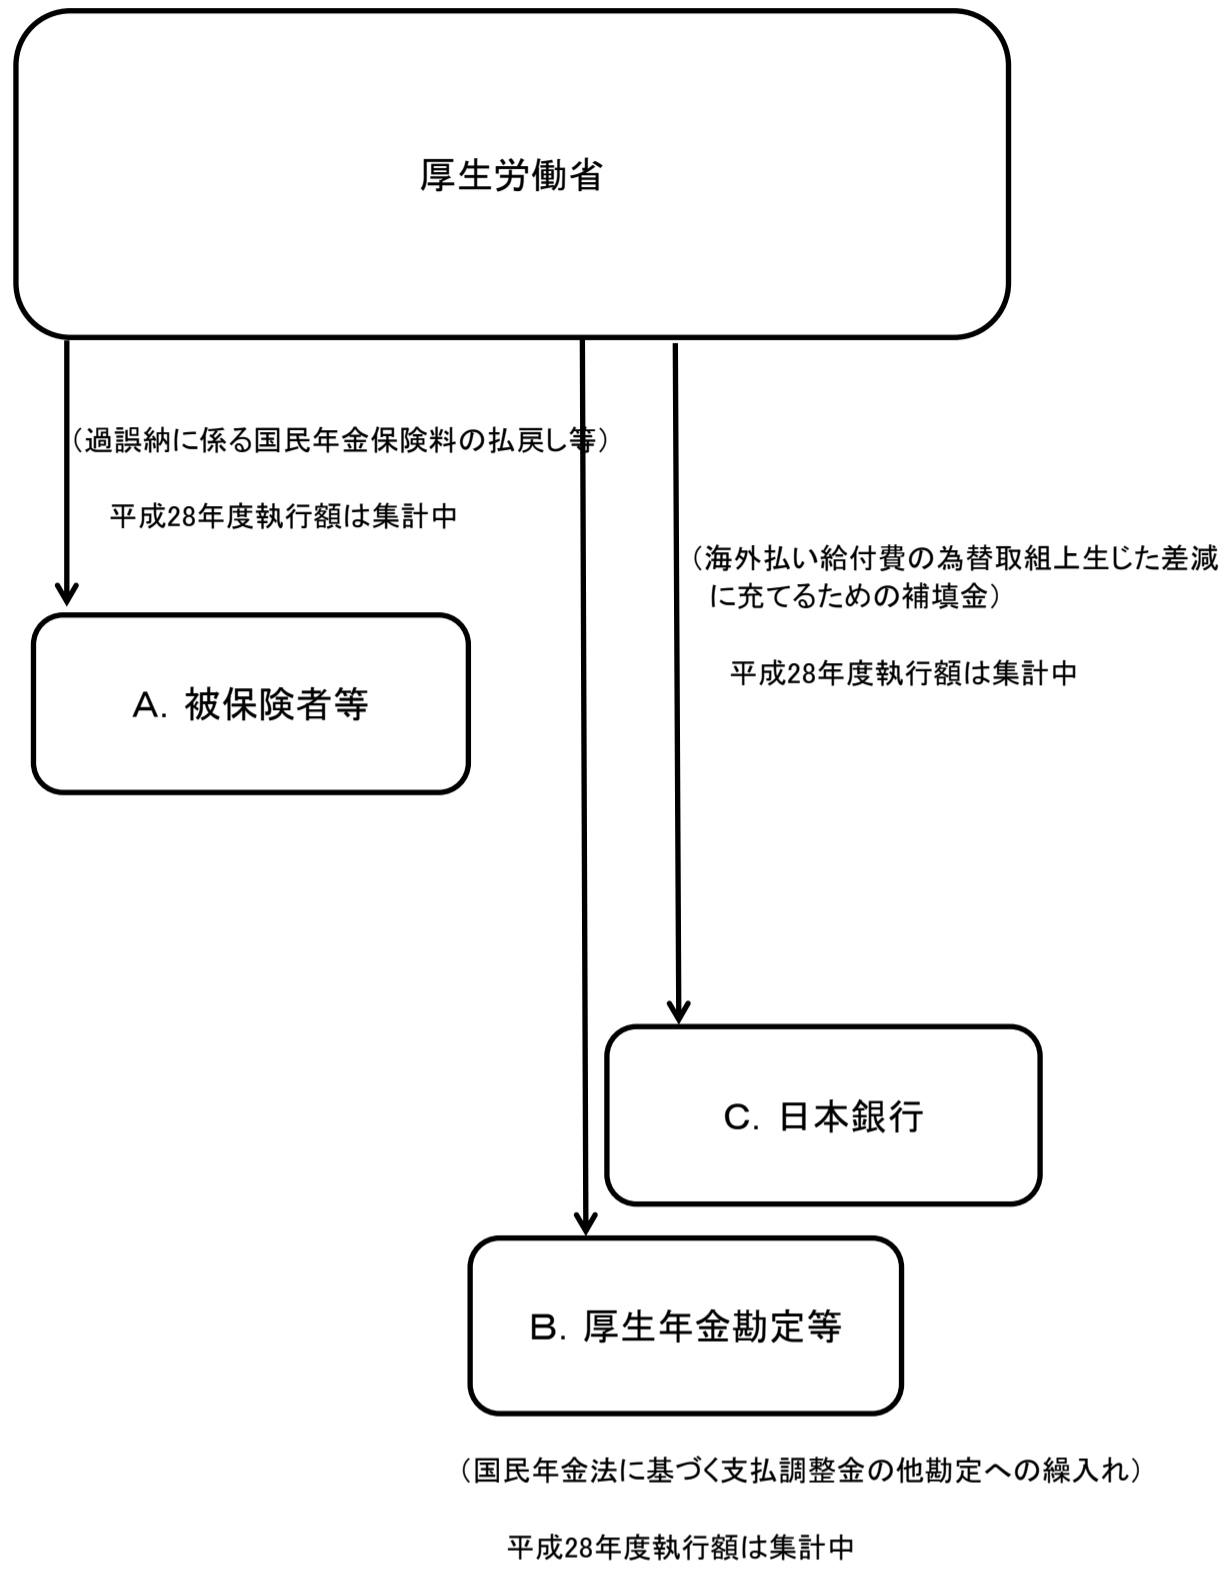 厚生労働省
（過誤納に係る国民年金保険料の払戻し等）
平成28年度執行額は集計中
（海外払い給付費の為替取組上生じた差減
に充てるための補填金）
平成28年度執行額は集計中
A．被保険者等
C．日本銀行
B．厚生年金勘定等
（国民年金法に基づく支払調整金の他勘定への繰入れ）
平成28年度執行額は集計中